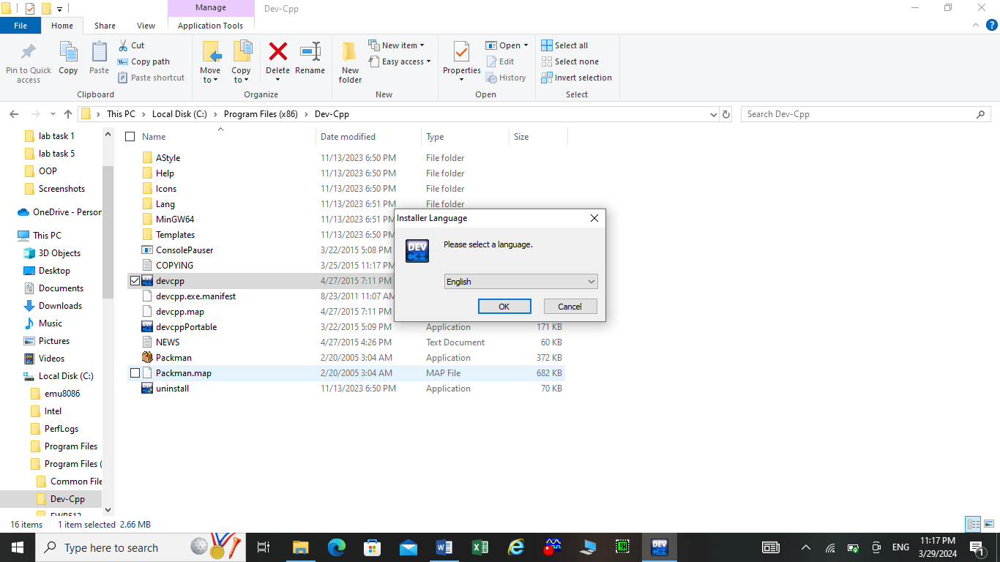 Manage
Dev-Cpp
File
Home
Share
View
Application Tools
Pin to Quick access
Copy
Paste
Cut
Copy path
Paste shortcut
Clipboard
Move to
Copy to
Delete
Rename
Organize
New folder
New item
Easy access
New
Properties
Open
Edit
History
Open
Select all
Select none
Invert selection
Select
This PC
Local Disk (C:)
Program Files (x86)
Dev-Cpp
Search Dev-Cpp
lab task 1
lab task 5
OOP
Screenshots
OneDrive - Person
This PC
3D Objects
Desktop
Documents
Downloads
Music
Pictures
Videos
Local Disk (C:)
emu8086
Intel
PerfLogs
Program Files
Program Files (
Common File
Dev-Cpp
Name Date modified Type Size
AStyle 11/13/2023 6:50 PM File folder
Help 11/13/2023 6:50 PM File folder
Icons 11/13/2023 6:50 PM File folder
Lang 11/13/2023 6:51 PM File folder
MinGW64 11/13/2023 6:51 PM
Templates 11/13/2023 6:50 PM
ConsolePauser 3/22/2015 5:08 PM
COPYING 3/25/2015 11:17 PM
devcpp 4/27/2015 7:11 PM
devcpp.exe.manifest 8/23/2011 11:07 AM
devcpp.map 4/27/2015 7:11 PM
devcppPortable 3/22/2015 5:09 PM Application 171 KB
NEWS 4/27/2015 4:26 PM Text Document 60 KB
Packman 2/20/2005 3:04 AM Application 372 KB
Packman.map 2/20/2005 3:04 AM MAP File 682 KB
uninstall 11/13/2023 6:50 PM Application 70 KB
Installer Language
DEV
C++
Please select a language.
English
OK
Cancel
16 items
1 item selected 2.66 MB
Type here to search
DEV
C++
ENG
11:17 PM
3/29/2024
1